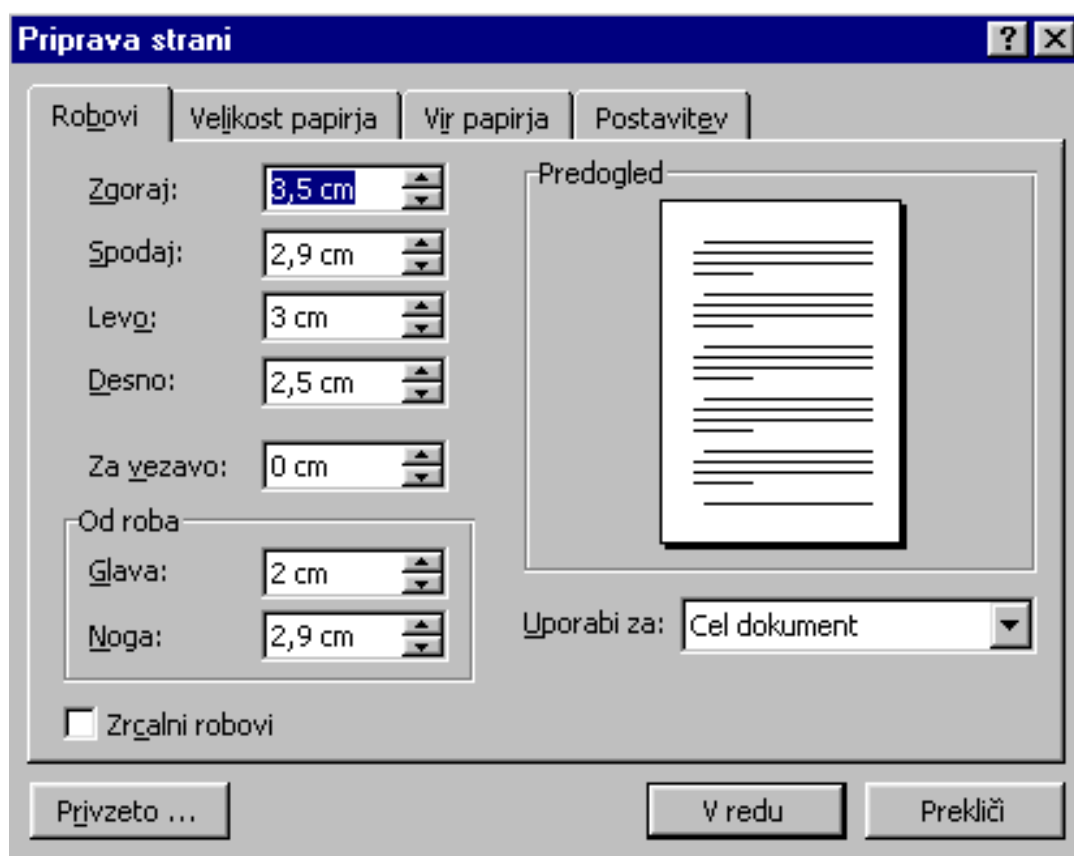 Priprava strani
Robovi Velikost papirja Vir papirja Postavitev
Zgoraj: 3,5 cm
Spodaj: 2,9 cm
Levo: 3 cm
Desno: 2,5 cm
Za vezavo: 0 cm
Od roba
Glava: 2 cm
Noga: 2,9 cm
Zrcalni robovi
Predogled
Uporabi za: Cel dokument
Privzeto ... V redu Prekliči